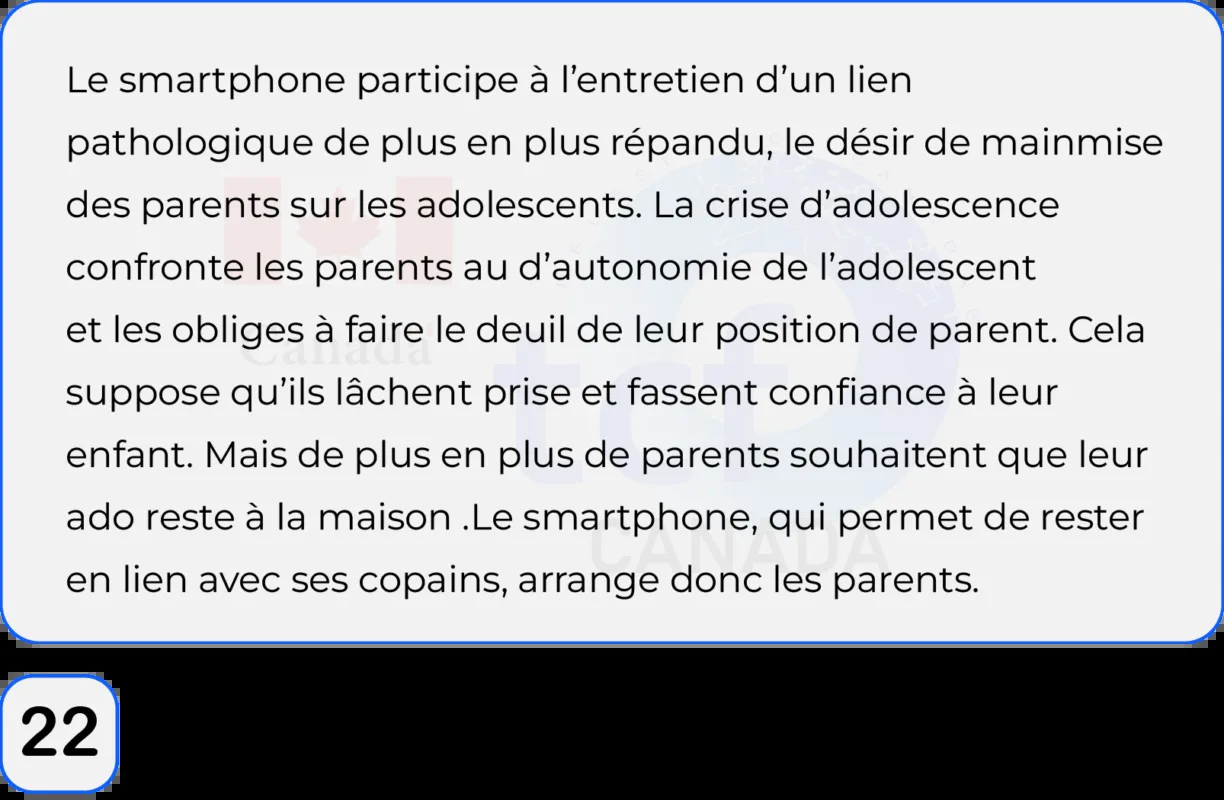 Le smartphone participe à l’entretien d’un lien
pathologique de plus en plus répandu, le désir de mainmise
des parents sur les adolescents. La crise d’adolescence
confronte les parents au d’autonomie de l’adolescent
et les obliges à faire le deuil de leur position de parent. Cela
suppose qu’ils lâchent prise et fassent confiance à leur
enfant. Mais de plus en plus de parents souhaitent que leur
ado reste à la maison .Le smartphone, qui permet de rester
en lien avec ses copains, arrange donc les parents.
Canada
tcf
CANADA
22